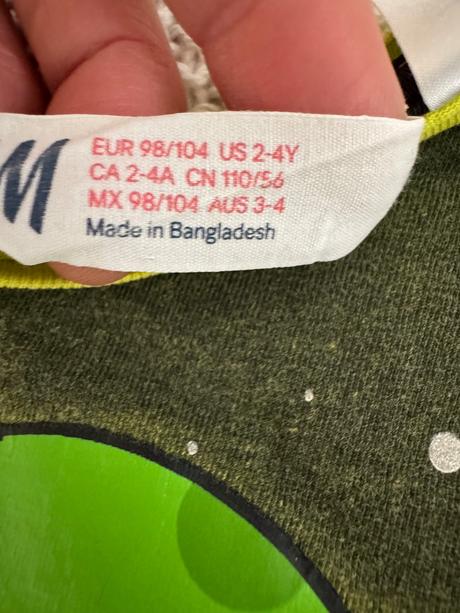 M
EUR 98/104 US 2-4Y
CA 2-4A CN 110/56
MX 98/104 AUS 3-4
Made in Bangladesh